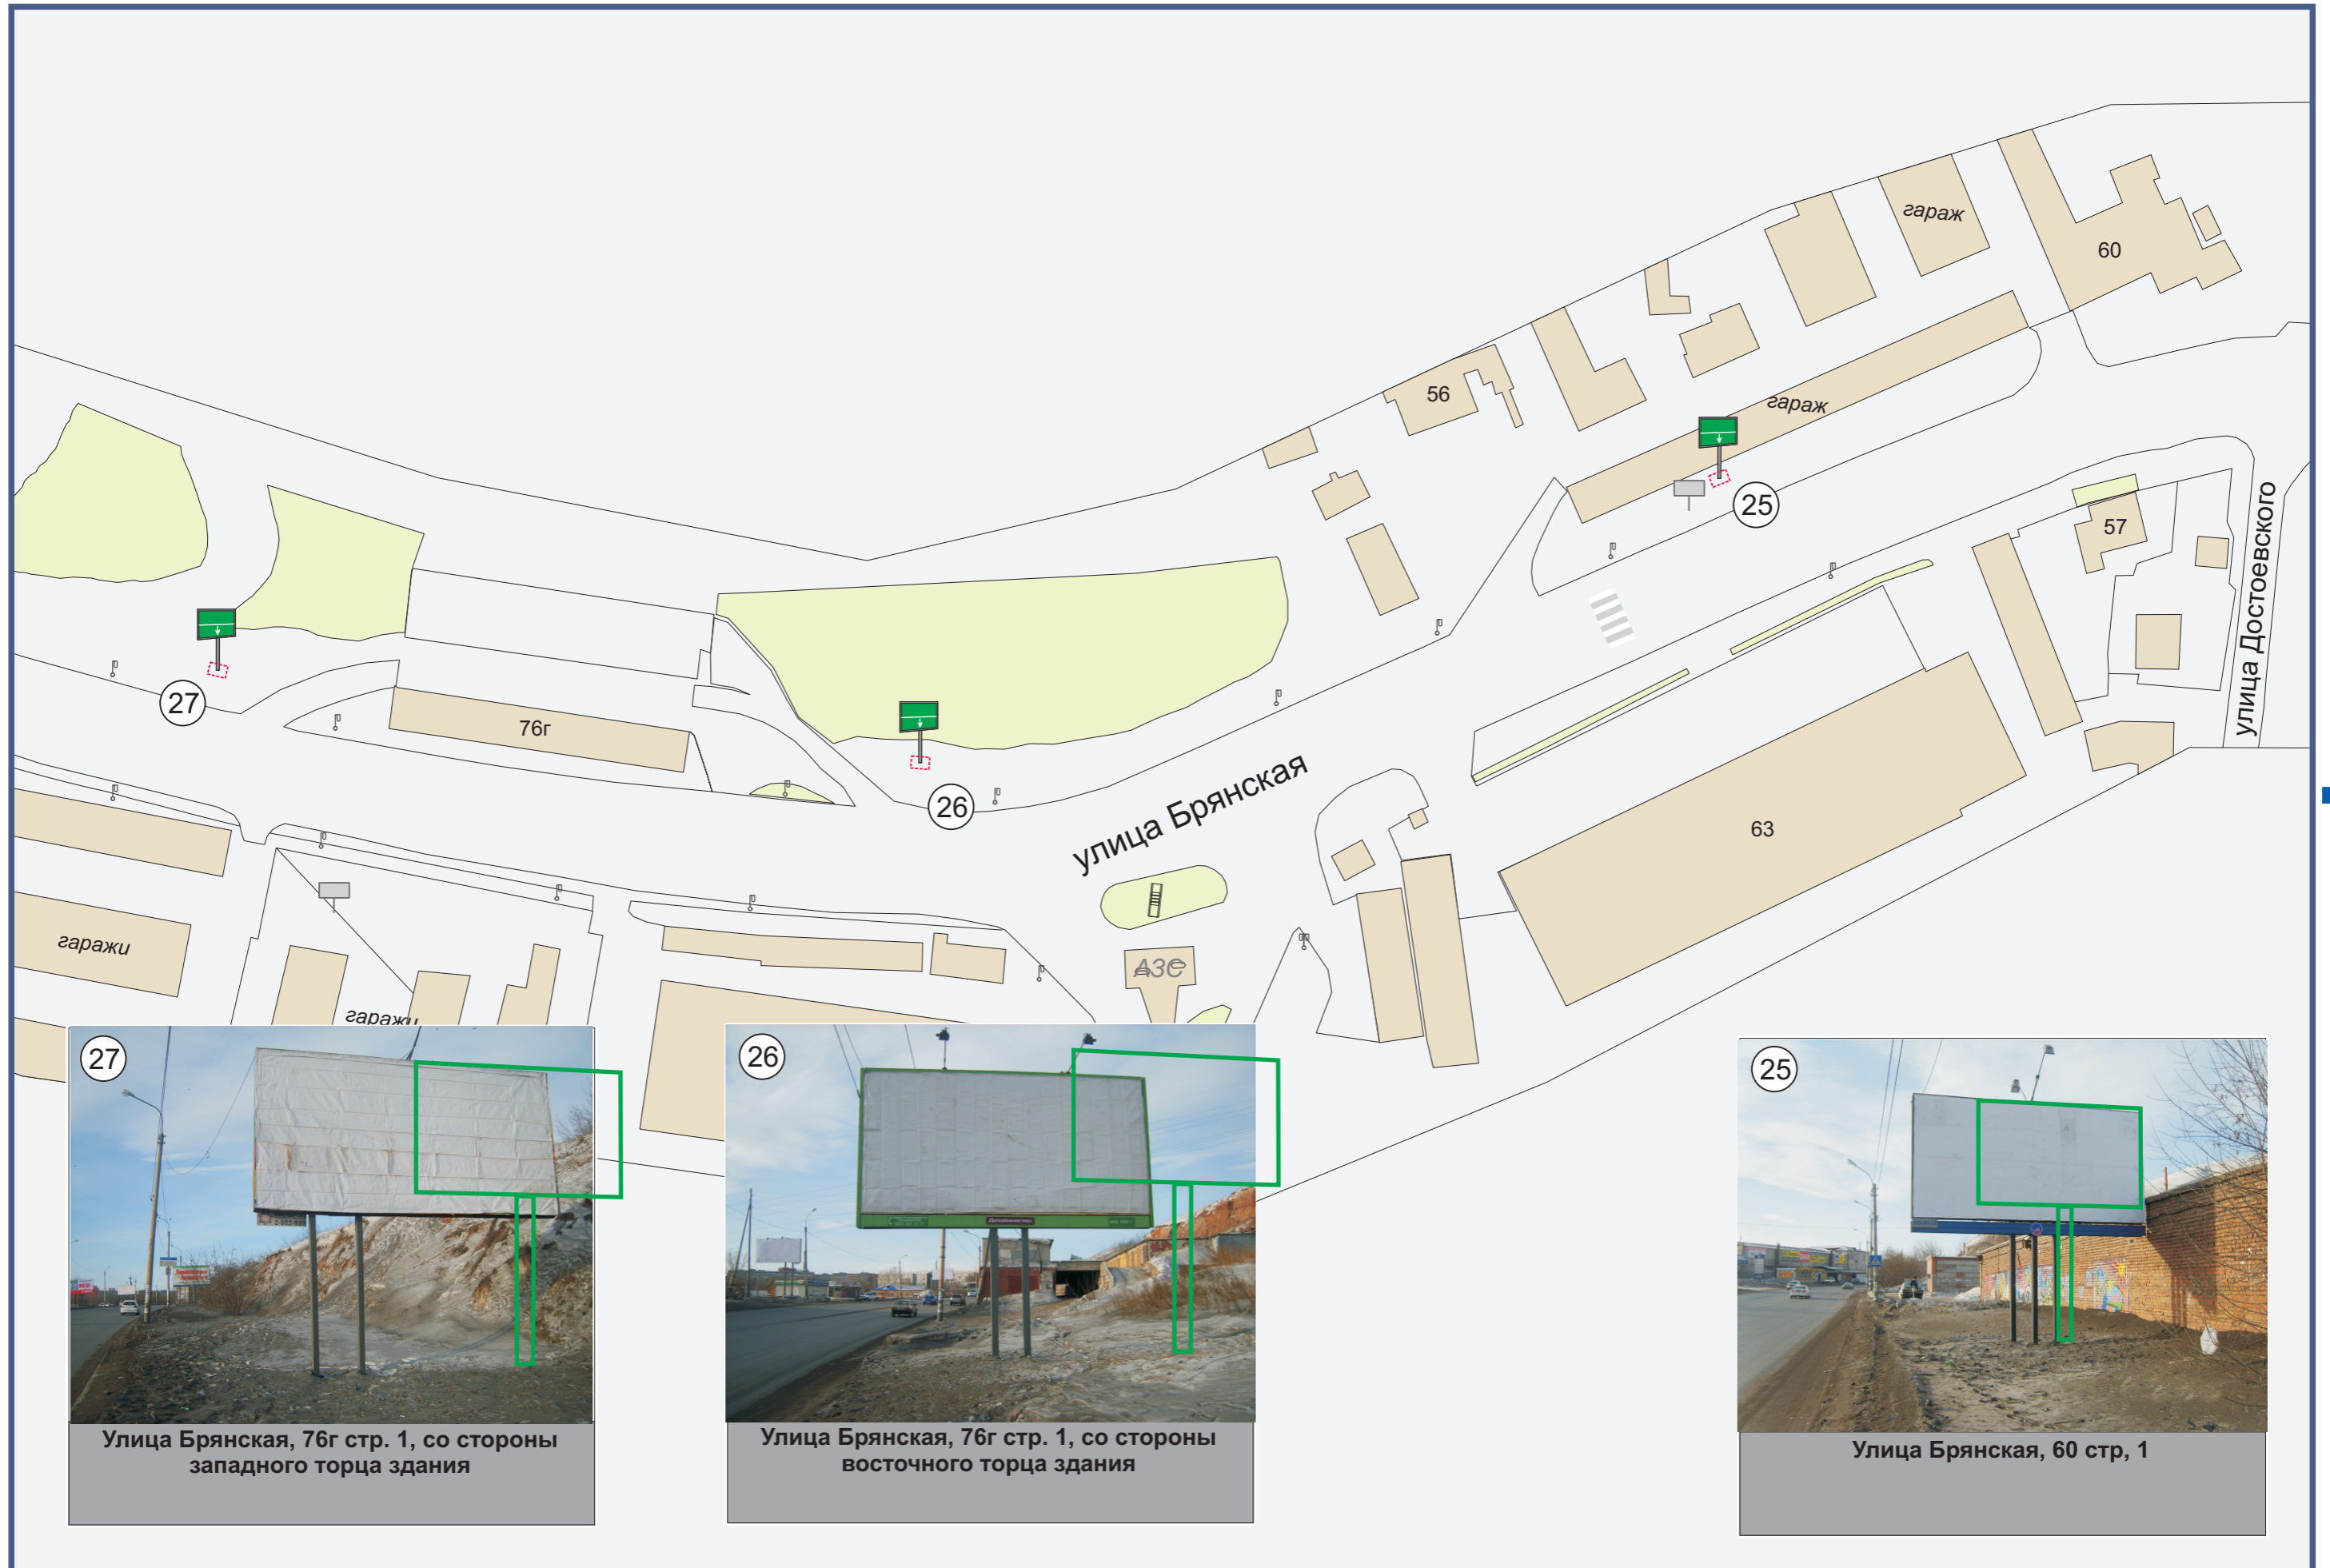 гараж
60
56
гараж
25
57
улица Достоевского
27
76г
26
улица Брянская
63
гаражи
АЗС
гаражи
27
Улица Брянская, 76г стр. 1, со стороны
западного торца здания
26
Улица Брянская, 76г стр. 1, со стороны
восточного торца здания
25
Улица Брянская, 60 стр, 1